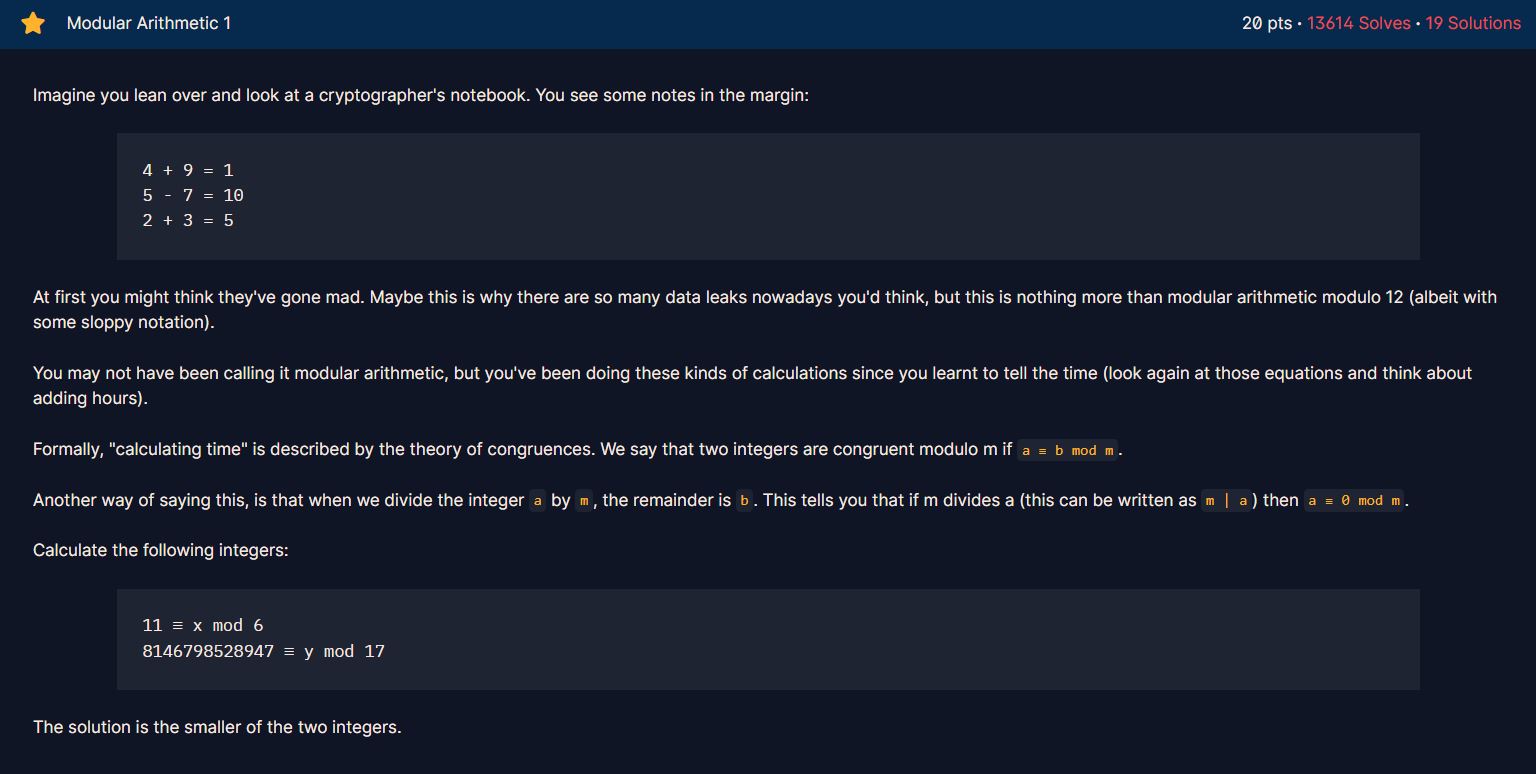 Modular Arithmetic 1
20 pts · 13614 Solves · 19 Solutions
Imagine you lean over and look at a cryptographer's notebook. You see some notes in the margin:
4 + 9 = 1
5 - 7 = 10
2 + 3 = 5
At first you might think they've gone mad. Maybe this is why there are so many data leaks nowadays you'd think, but this is nothing more than modular arithmetic modulo 12 (albeit with
some sloppy notation).
You may not have been calling it modular arithmetic, but you've been doing these kinds of calculations since you learnt to tell the time (look again at those equations and think about
adding hours).
Formally, "calculating time" is described by the theory of congruences. We say that two integers are congruent modulo m if a ≡ b mod m.
Another way of saying this, is that when we divide the integer a by m, the remainder is b. This tells you that if m divides a (this can be written as m | a) then a ≡ 0 mod m.
Calculate the following integers:
11 ≡ x mod 6
8146798528947 ≡ y mod 17
The solution is the smaller of the two integers.